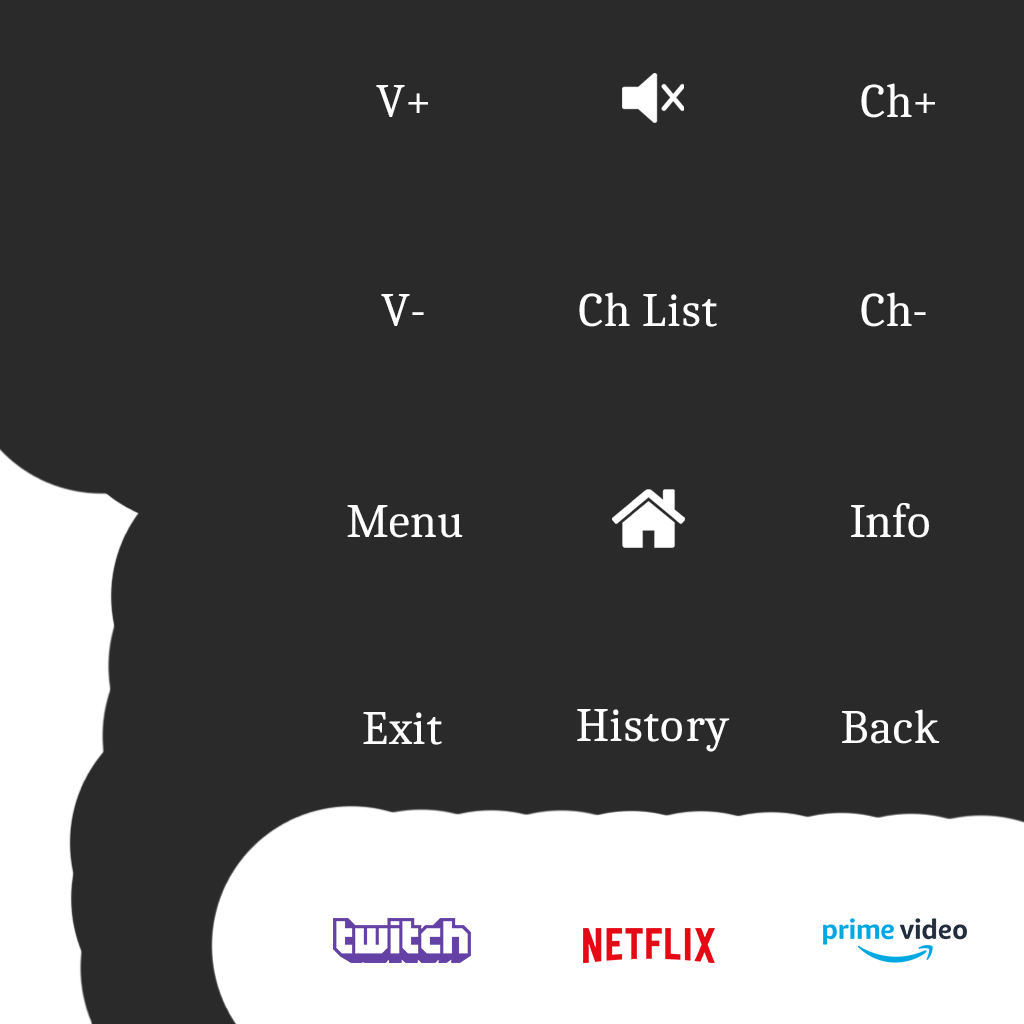 V+ Ch+
V- Ch List Ch-
Menu Info
Exit History Back
twitch NETFLIX prime video